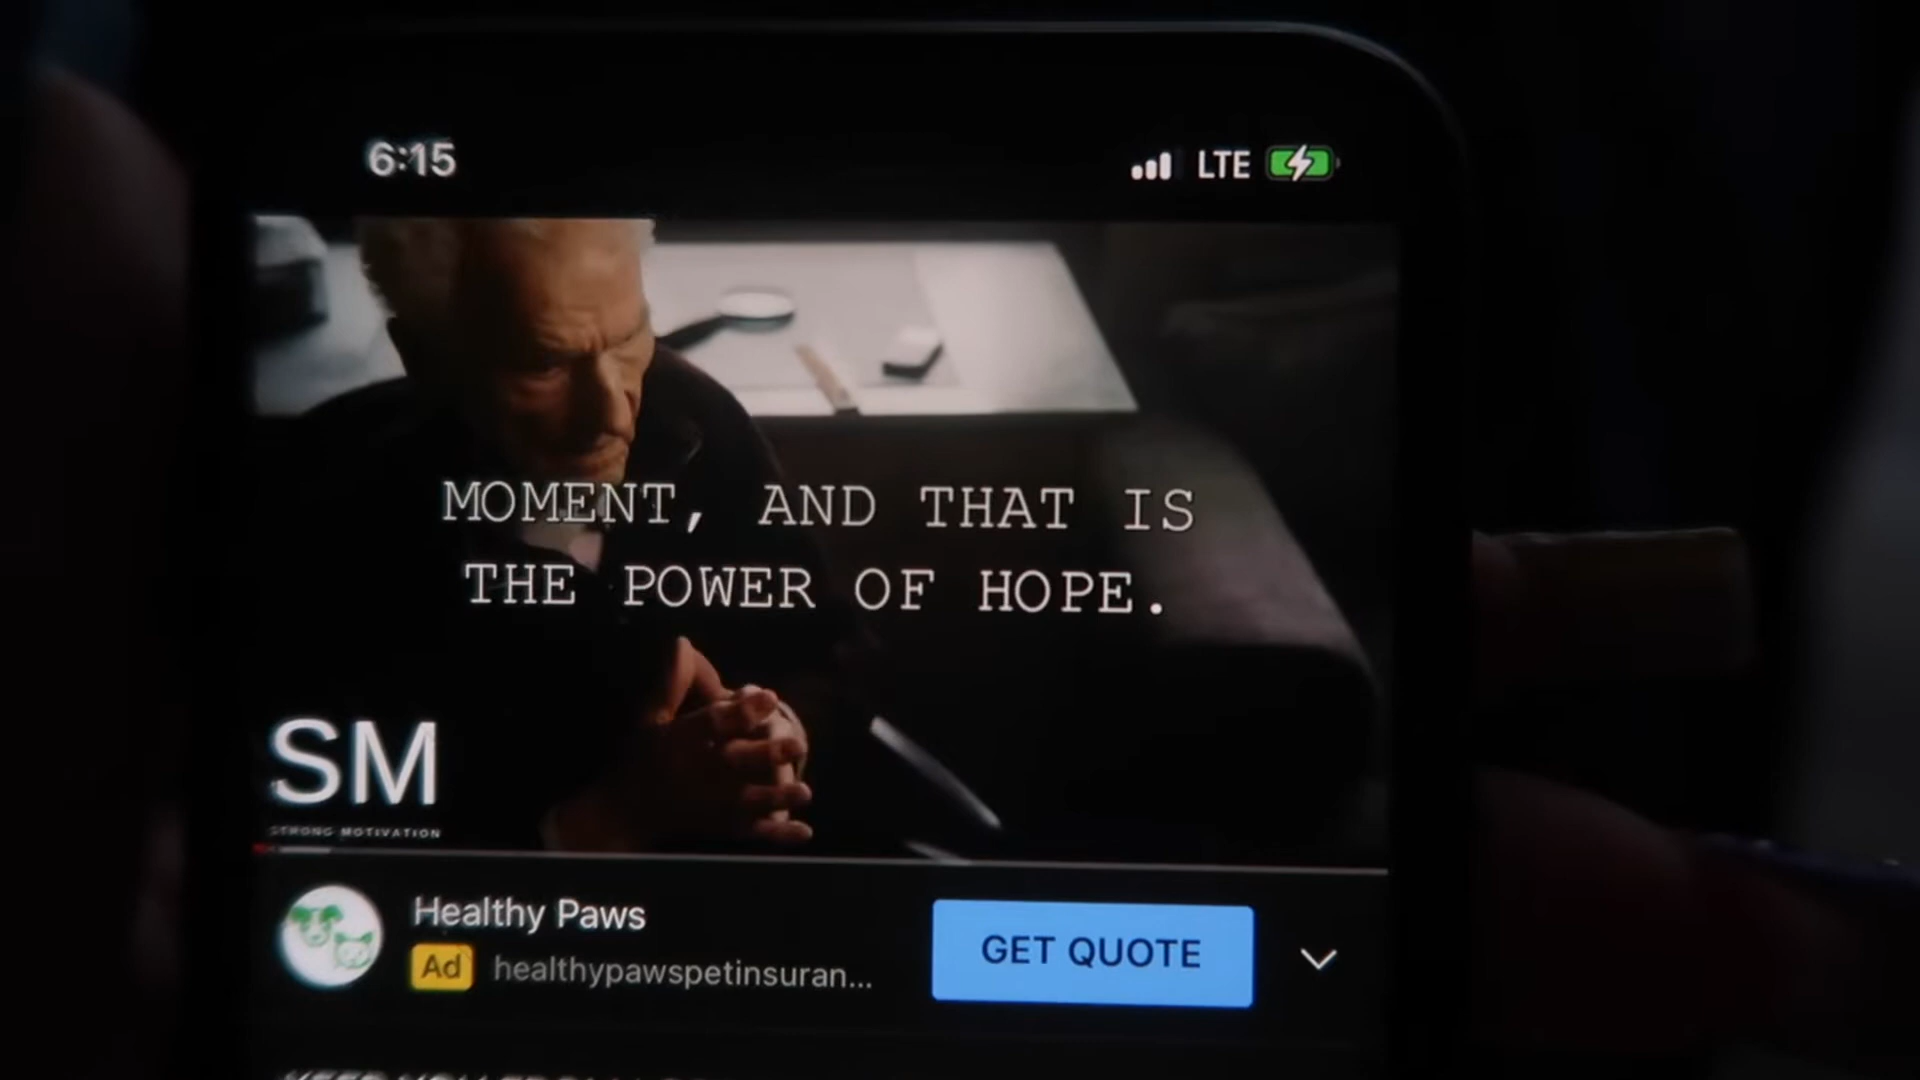 6:15
LTE
MOMENT, AND THAT IS
THE POWER OF HOPE.
SM
STRONG MOTIVATION
Healthy Paws
Ad healthypawspetinsuran...
GET QUOTE